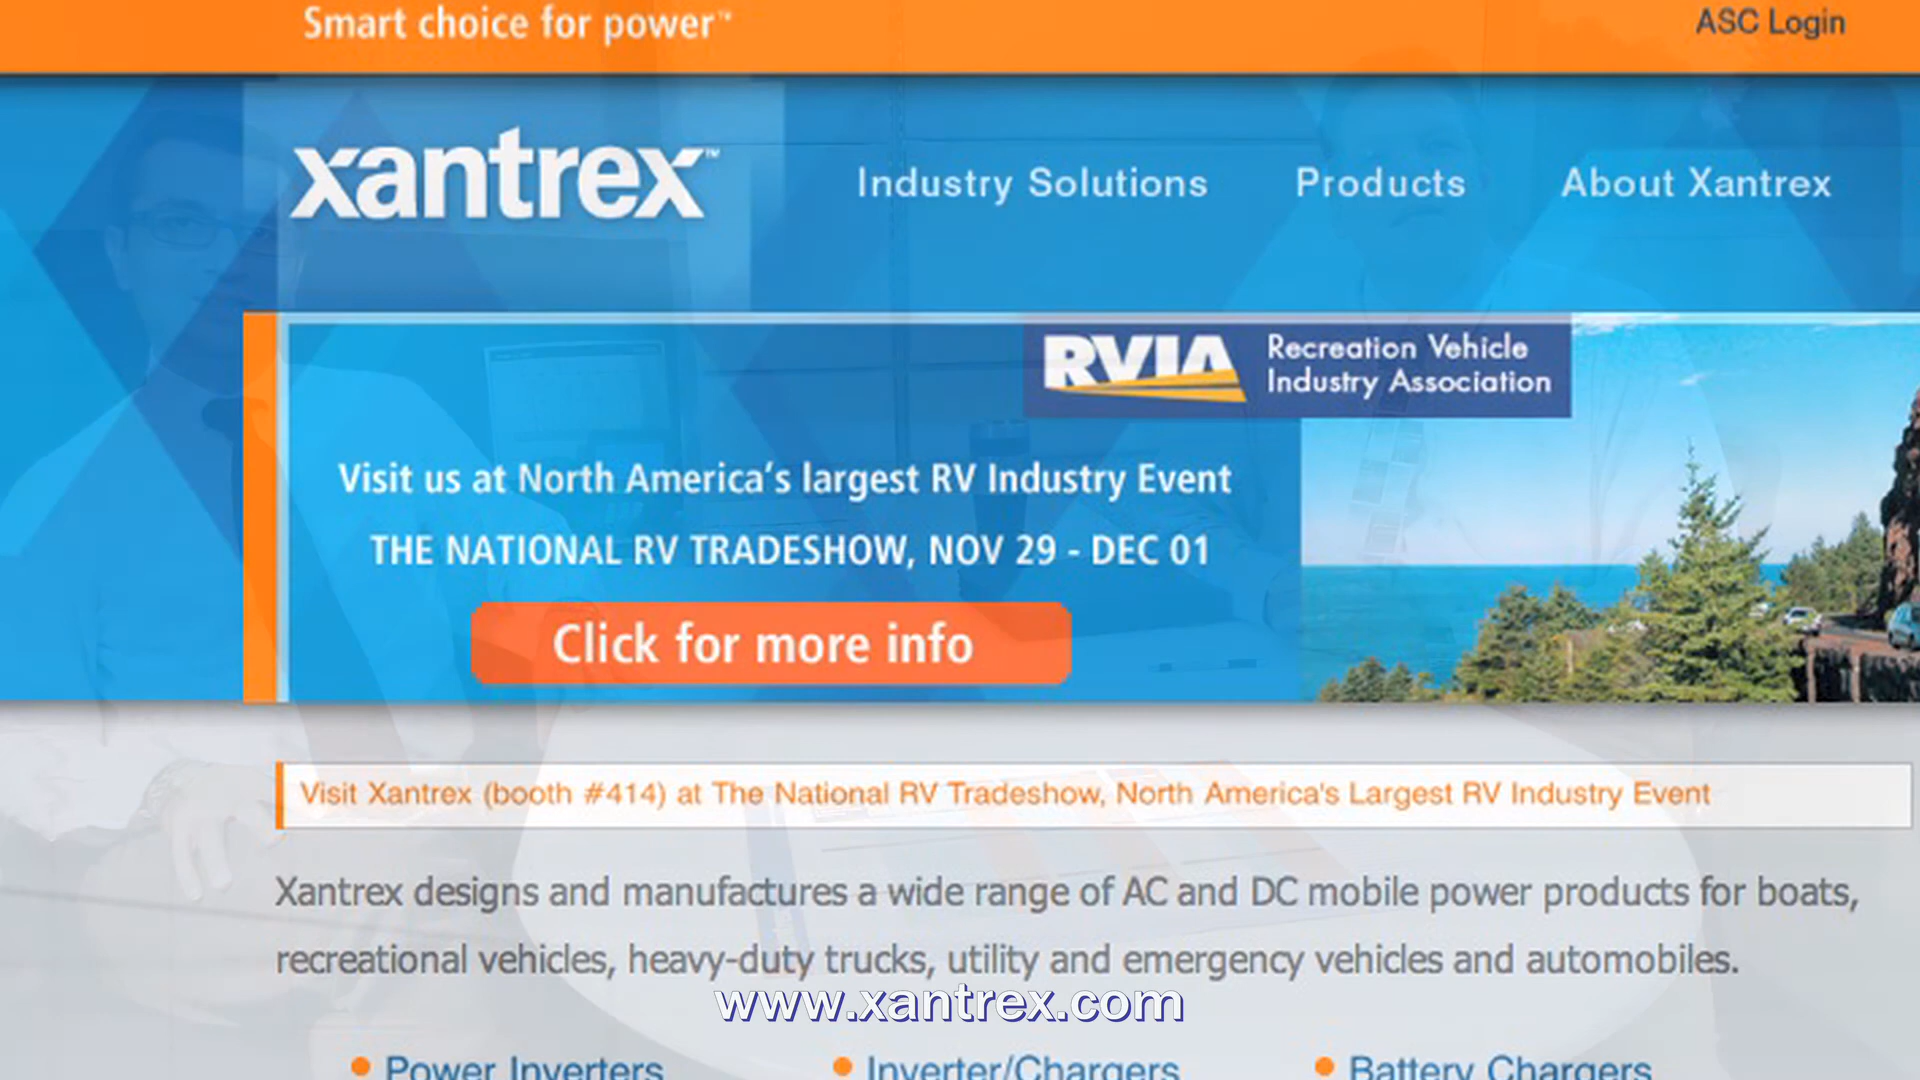 Smart choice for power™
ASC Login
xantrex™
Industry Solutions
Products
About Xantrex
RVIA
Recreation Vehicle
Industry Association
Visit us at North America's largest RV Industry Event
THE NATIONAL RV TRADESHOW, NOV 29 - DEC 01
Click for more info
Visit Xantrex (booth #414) at The National RV Tradeshow, North America's Largest RV Industry Event
Xantrex designs and manufactures a wide range of AC and DC mobile power products for boats,
recreational vehicles, heavy-duty trucks, utility and emergency vehicles and automobiles.
www.xantrex.com
• Power Inverters
• Inverter/Chargers
• Battery Chargers